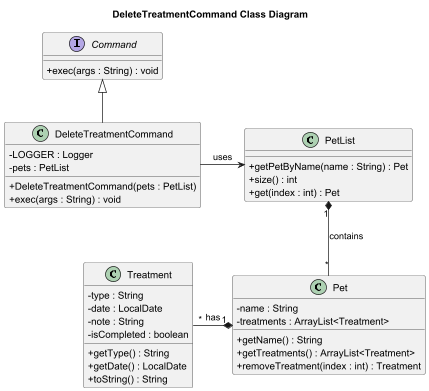 DeleteTreatmentCommand Class Diagram
I Command
+exec(args : String) : void
C DeleteTreatmentCommand
-LOGGER : Logger
-pets : PetList
+DeleteTreatmentCommand(pets : PetList)
+exec(args : String) : void
uses
C PetList
+getPetByName(name : String) : Pet
+size() : int
+get(index : int) : Pet
1
contains
*
C Treatment
-type : String
-date : LocalDate
-note : String
-isCompleted : boolean
+getType() : String
+getDate() : LocalDate
+toString() : String
* has 1
C Pet
-name : String
-treatments : ArrayList<Treatment>
+getName() : String
+getTreatments() : ArrayList<Treatment>
+removeTreatment(index : int) : Treatment